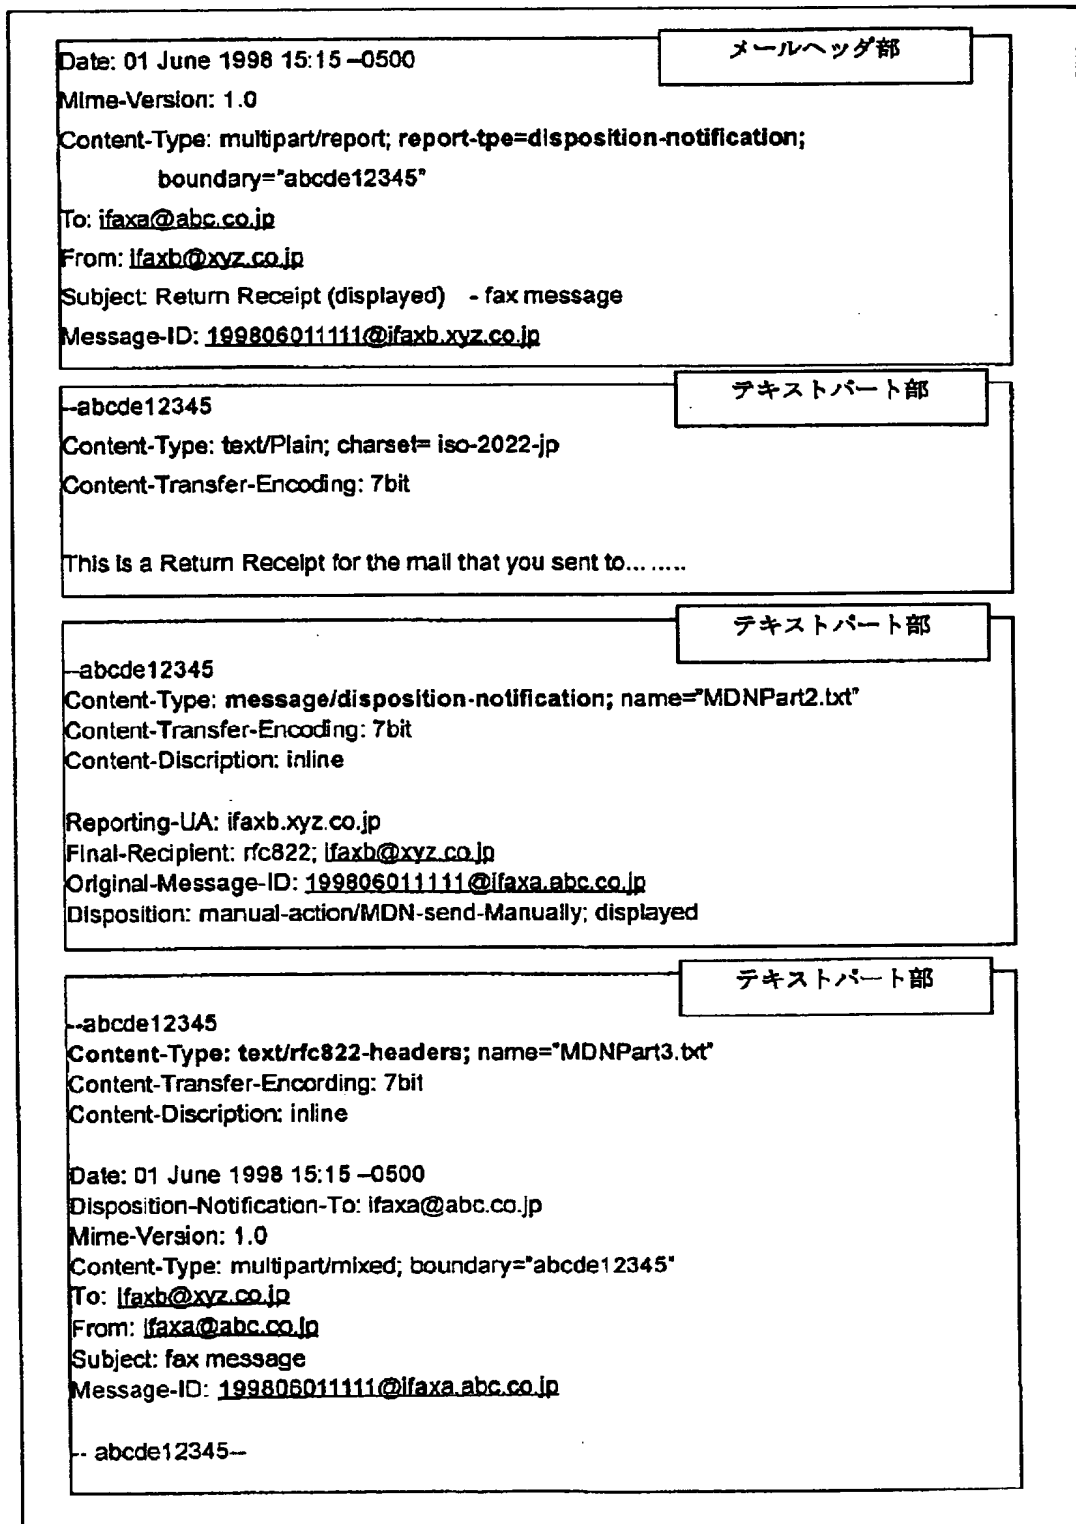 メールヘッダ部
Date: 01 June 1998 15:15 –0500
Mime-Version: 1.0
Content-Type: multipart/report; report-tpe=disposition-notification;
boundary="abcde12345"
To: ifaxa@abc.co.jp
From: ifaxb@xyz.co.jp
Subject: Return Receipt (displayed) - fax message
Message-ID: 199806011111@ifaxb.xyz.co.jp
テキストパート部
--abcde12345
Content-Type: text/Plain; charset= iso-2022-jp
Content-Transfer-Encoding: 7bit
This is a Return Receipt for the mail that you sent to... .....
テキストパート部
--abcde12345
Content-Type: message/disposition-notification; name="MDNPart2.txt"
Content-Transfer-Encoding: 7bit
Content-Discription: inline
Reporting-UA: ifaxb.xyz.co.jp
Final-Recipient: rfc822; ifaxb@xyz.co.jp
Original-Message-ID: 199806011111@ifaxa.abc.co.jp
Disposition: manual-action/MDN-send-Manually; displayed
テキストパート部
--abcde12345
Content-Type: text/rfc822-headers; name="MDNPart3.txt"
Content-Transfer-Encording: 7bit
Content-Discription: inline
Date: 01 June 1998 15:15 –0500
Disposition-Notification-To: ifaxa@abc.co.jp
Mime-Version: 1.0
Content-Type: multipart/mixed; boundary="abcde12345"
To: ifaxb@xyz.co.jp
From: ifaxa@abc.co.jp
Subject: fax message
Message-ID: 199806011111@ifaxa.abc.co.jp
-- abcde12345--